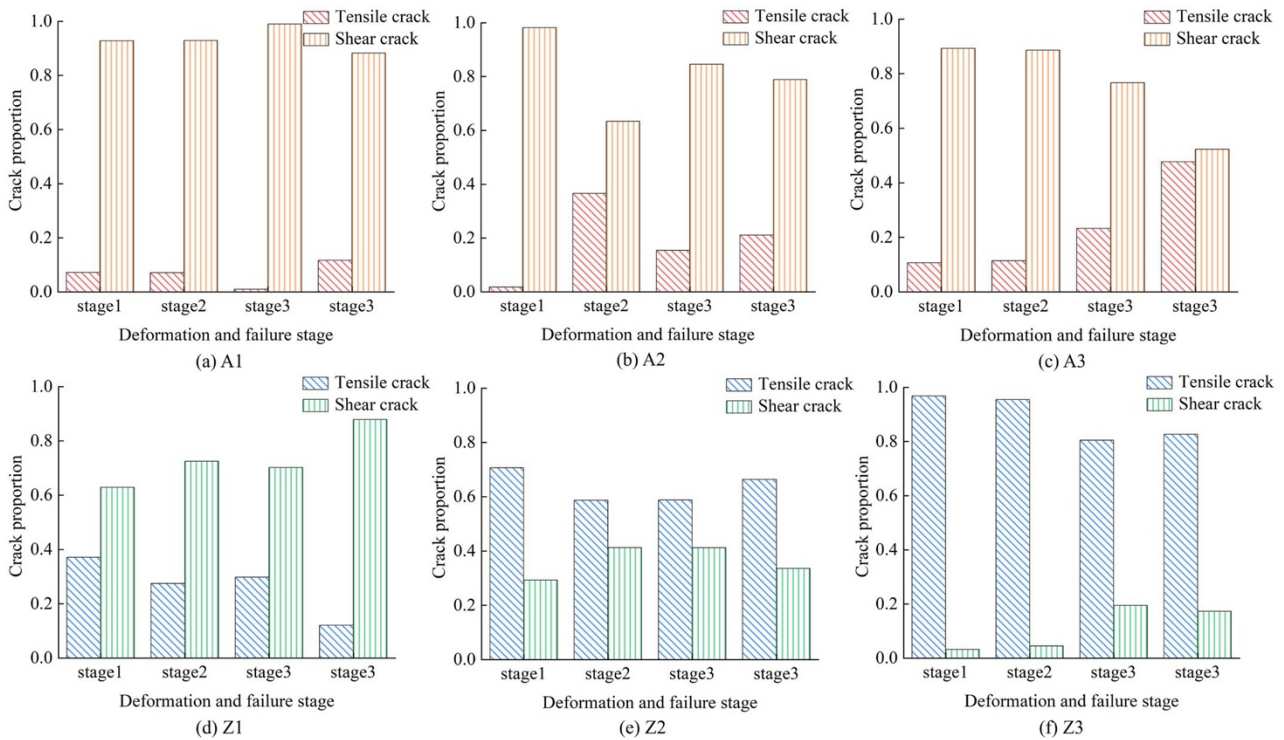 Tensile crack
Shear crack
1.0
0.8
0.6
0.4
0.2
0.0
Crack proportion
stage1 stage2 stage3 stage3
Deformation and failure stage
(a) A1
Tensile crack
Shear crack
1.0
0.8
0.6
0.4
0.2
0.0
Crack proportion
stage1 stage2 stage3 stage3
Deformation and failure stage
(b) A2
Tensile crack
Shear crack
1.0
0.8
0.6
0.4
0.2
0.0
Crack proportion
stage1 stage2 stage3 stage3
Deformation and failure stage
(c) A3
Tensile crack
Shear crack
1.0
0.8
0.6
0.4
0.2
0.0
Crack proportion
stage1 stage2 stage3 stage3
Deformation and failure stage
(d) Z1
Tensile crack
Shear crack
1.0
0.8
0.6
0.4
0.2
0.0
Crack proportion
stage1 stage2 stage3 stage3
Deformation and failure stage
(e) Z2
Tensile crack
Shear crack
1.0
0.8
0.6
0.4
0.2
0.0
Crack proportion
stage1 stage2 stage3 stage3
Deformation and failure stage
(f) Z3